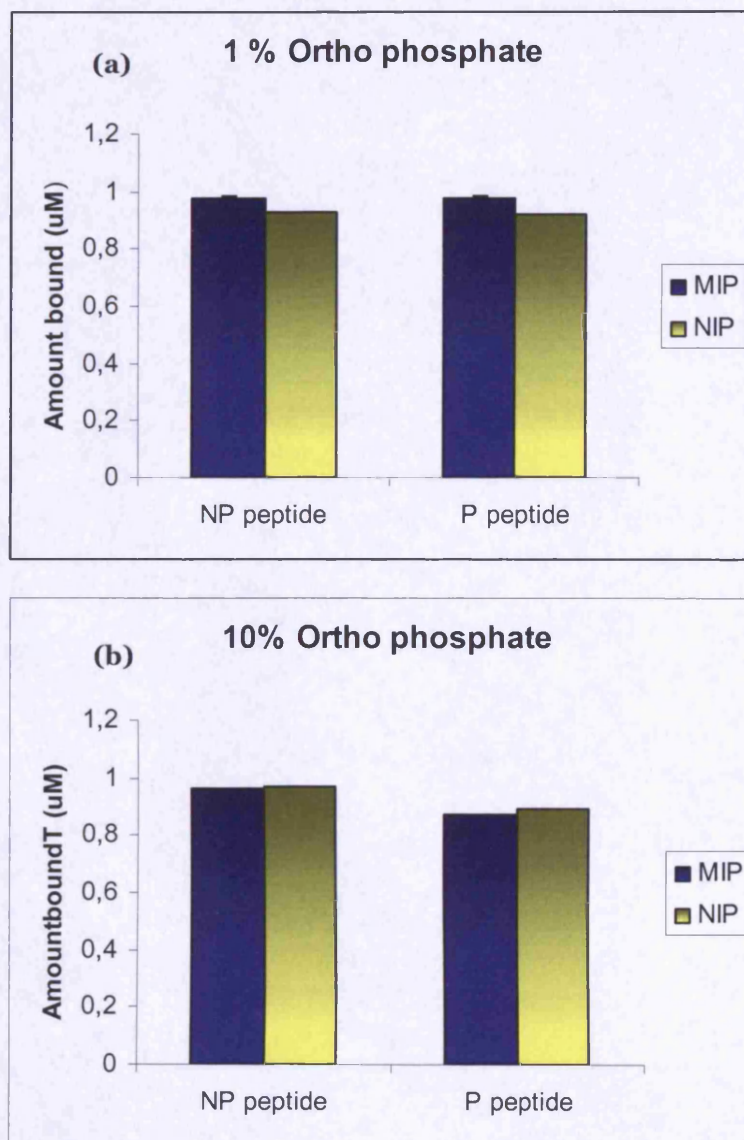 (a)
1 % Ortho phosphate
Amount bound (uM)
1,2
1
0,8
0,6
0,4
0,2
0
NP peptide
P peptide
MIP
NIP
(b)
10% Ortho phosphate
AmountboundT (uM)
1,2
1
0,8
0,6
0,4
0,2
0
NP peptide
P peptide
MIP
NIP